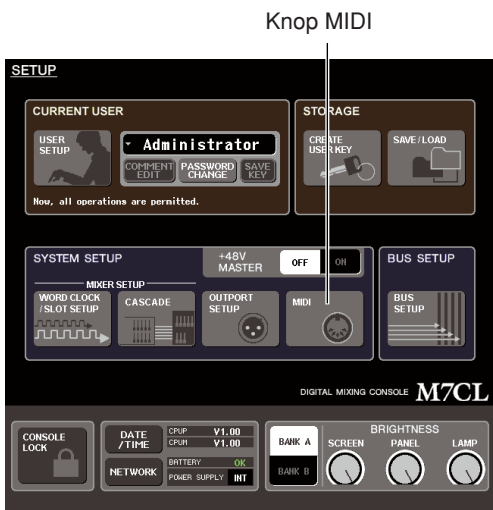 Knop MIDI
SETUP
CURRENT USER
USER
SETUP
Administrator
COMMENT
EDIT
PASSWORD
CHANGE
SAVE
KEY
Now, all operations are permitted.
STORAGE
CREATE
USER KEY
SAVE/LOAD
SYSTEM SETUP
+48V
MASTER
OFF
ON
MIXER SETUP
WORD CLOCK
/SLOT SETUP
CASCADE
OUTPORT
SETUP
MIDI
BUS SETUP
BUS
SETUP
DIGITAL MIXING CONSOLE M7CL
CONSOLE
LOCK
DATE
/TIME
CPUP V1.00
CPUM V1.00
NETWORK
BATTERY OK
POWER SUPPLY INT
BANK A
BANK B
BRIGHTNESS
SCREEN
PANEL
LAMP